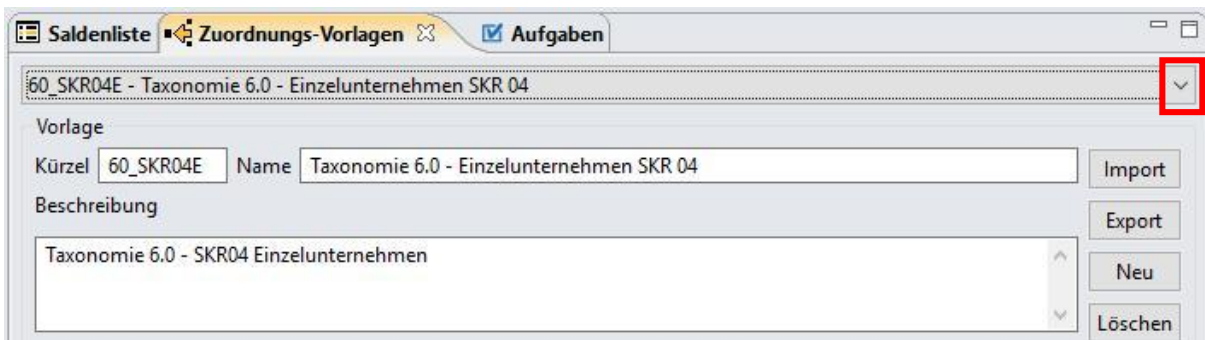 Saldenliste Zuordnungs-Vorlagen Aufgaben
60_SKR04E - Taxonomie 6.0 - Einzelunternehmen SKR 04
Vorlage
Kürzel 60_SKR04E Name Taxonomie 6.0 - Einzelunternehmen SKR 04 Import
Beschreibung
Export
Taxonomie 6.0 - SKR04 Einzelunternehmen
Neu
Löschen